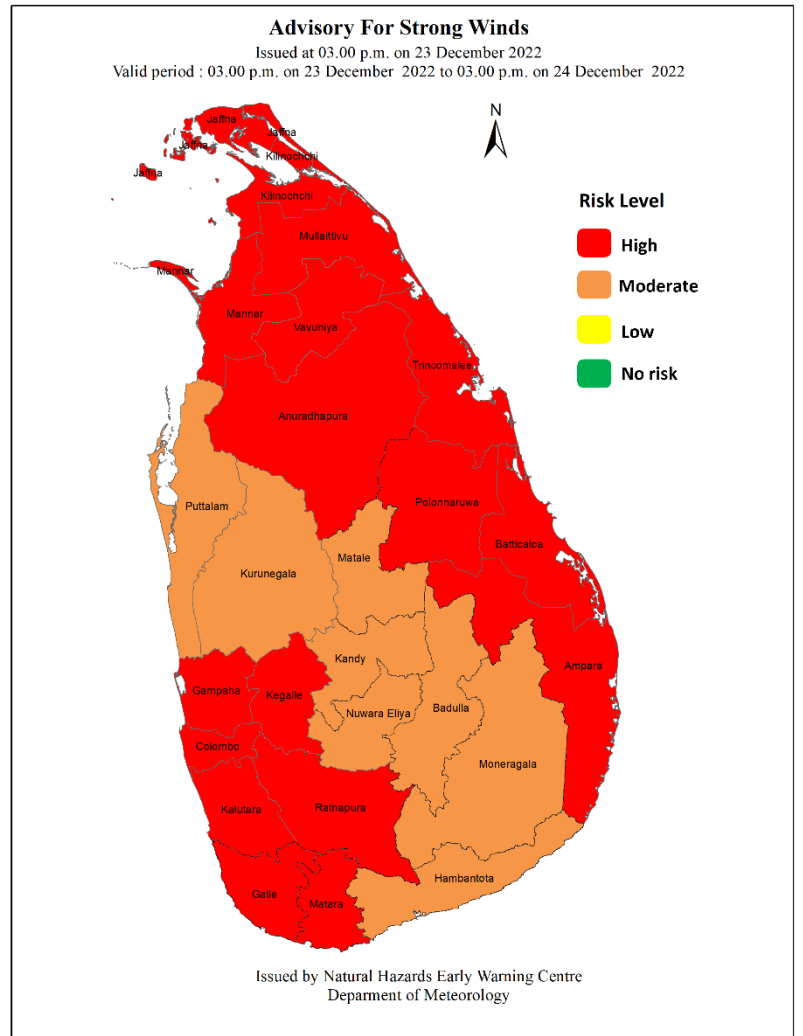 Advisory For Strong Winds
Issued at 03.00 p.m. on 23 December 2022
Valid period : 03.00 p.m. on 23 December 2022 to 03.00 p.m. on 24 December 2022
N
Jaffna
Jaffna
Jaffna
Kilinochchi
Jaffna
Kilinochchi
Risk Level
High
Mullaittivu
Mannar
Moderate
Mannar
Vavuniya
Low
Trincomalee
No risk
Anuradhapura
Polonnaruwa
Puttalam
Batticaloa
Matale
Kurunegala
Kandy
Ampara
Gampaha
Kegalle
Nuwara Eliya
Badulla
Colombo
Moneragala
Kalutara
Ratnapura
Hambantota
Galle
Matara
Issued by Natural Hazards Early Warning Centre
Deparment of Meteorology